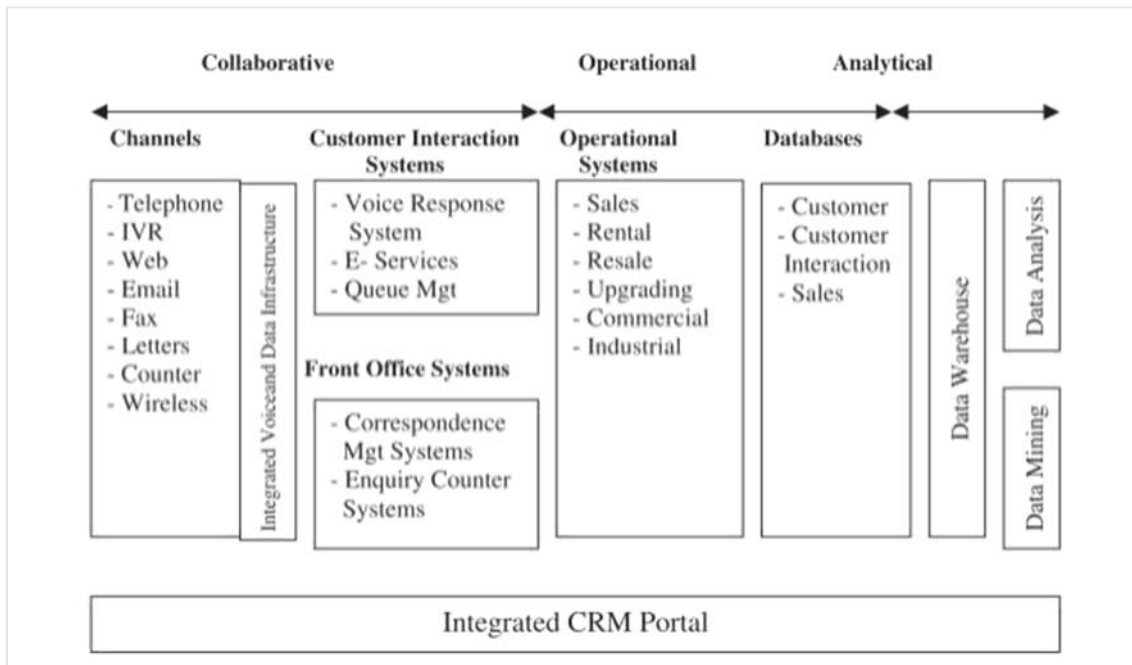 Collaborative
Operational
Analytical
Channels
Customer Interaction
Systems
Operational
Systems
Databases
- Telephone
- IVR
- Web
- Email
- Fax
- Letters
- Counter
- Wireless
Integrated Voiceand Data Infrastructure
- Voice Response
System
- E- Services
- Queue Mgt
Front Office Systems
- Correspondence
Mgt Systems
- Enquiry Counter
Systems
- Sales
- Rental
- Resale
- Upgrading
- Commercial
- Industrial
- Customer
- Customer
Interaction
- Sales
Data Warehouse
Data Analysis
Data Mining
Integrated CRM Portal